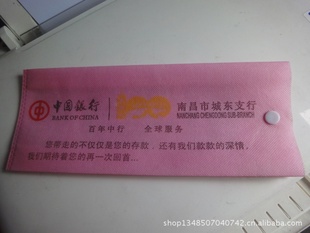 中国银行 100 南昌市城东支行
BANK OF CHINA NANCHANG CHENGDONG SUB-BRANCH
百年中行 全球服务
您带走的不仅仅是您的存款,还有我们款款的深情。
我们期待着您的再一次回首...
shop1348507040742.cn.alibaba.com